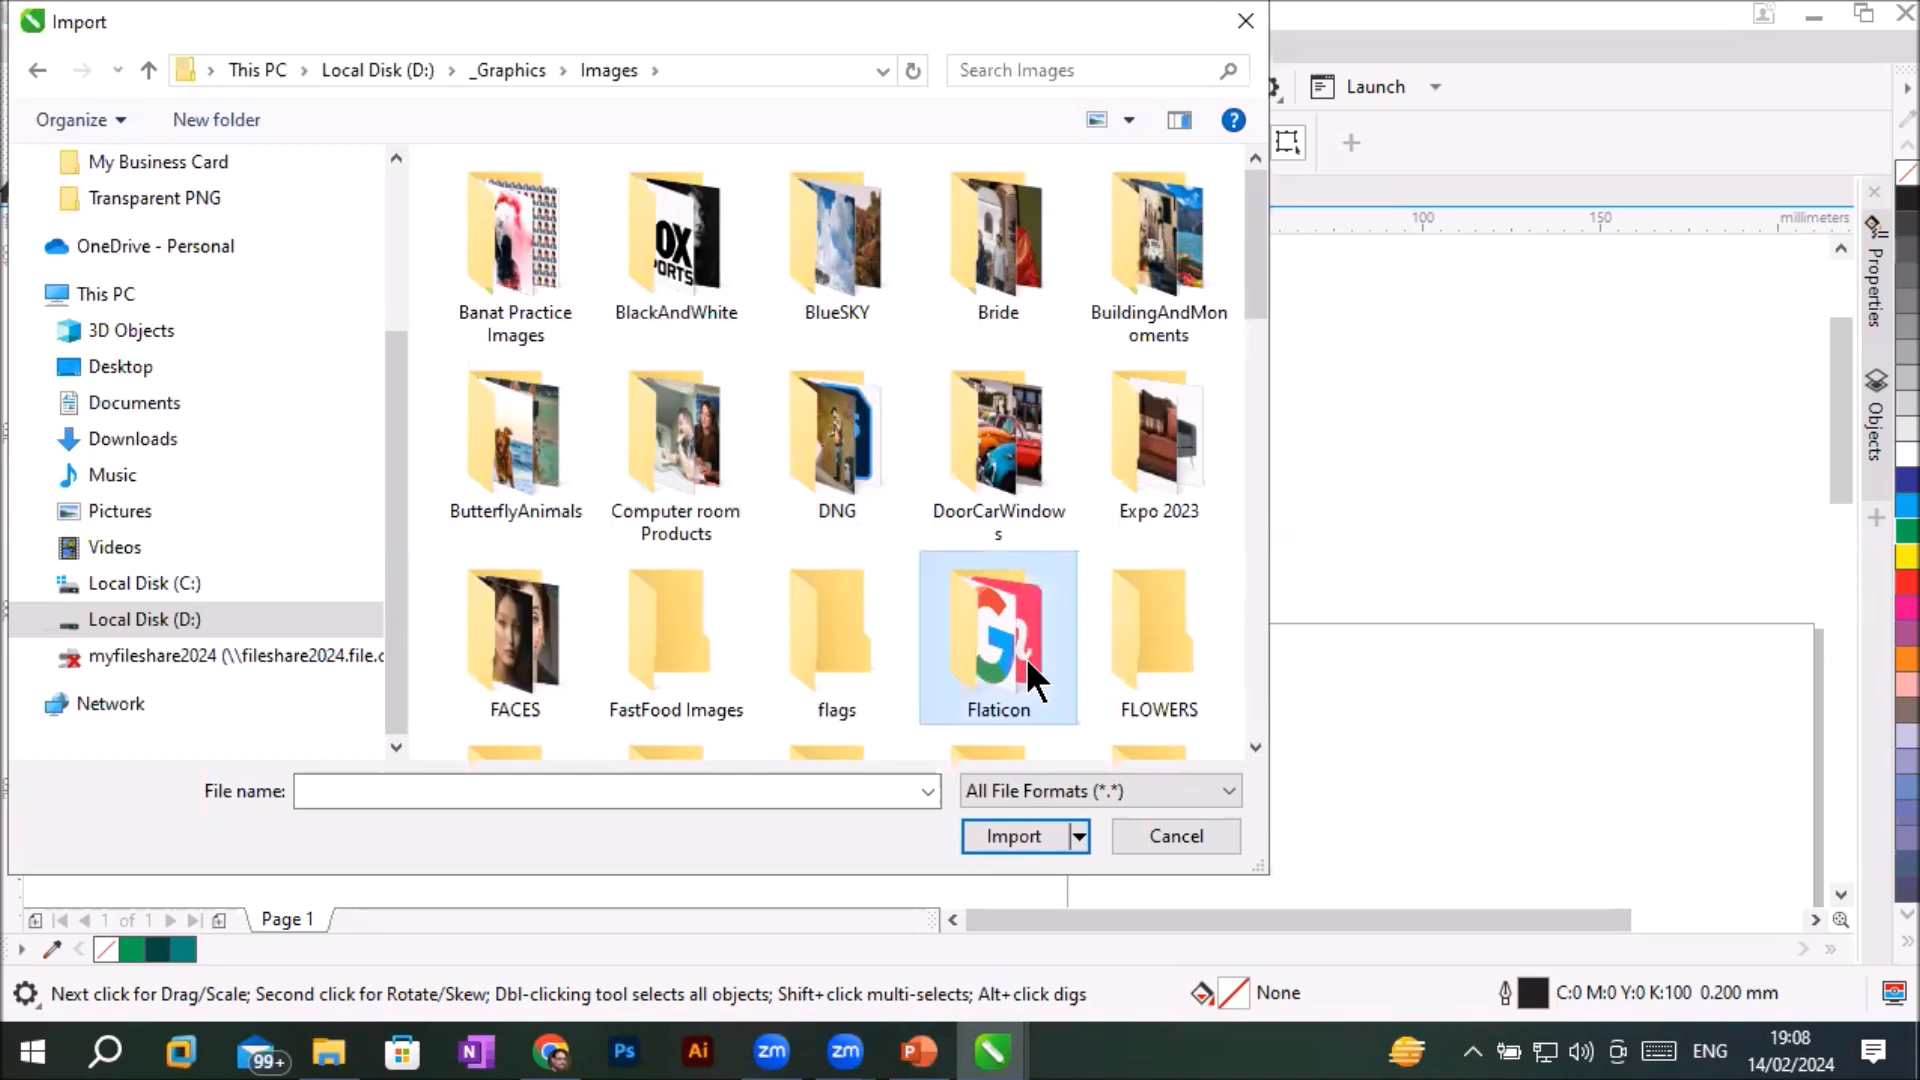 Import
This PC
Local Disk (D:)
_Graphics
Images
Search Images
Launch
Organize
New folder
?
My Business Card
Transparent PNG
OneDrive - Personal
This PC
3D Objects
Desktop
Documents
Downloads
Music
Pictures
Videos
Local Disk (C:)
Local Disk (D:)
myfileshare2024 (\\fileshare2024.file.c
Network
OX
ORTS
Banat Practice
Images
BlackAndWhite
BlueSKY
Bride
BuildingAndMon
oments
ButterflyAnimals
Computer room
Products
DNG
DoorCarWindow
s
Expo 2023
FACES
FastFood Images
flags
Flaticon
FLOWERS
100
150
millimeters
Properties
Objects
File name:
All File Formats (*.*)
Import
Cancel
1 of 1
Page 1
Next click for Drag/Scale; Second click for Rotate/Skew; Dbl-clicking tool selects all objects; Shift+click multi-selects; Alt+click digs
None
C:0 M:0 Y:0 K:100 0.200 mm
99+
N
Ps
Ai
zm
zm
P
ENG
19:08
14/02/2024